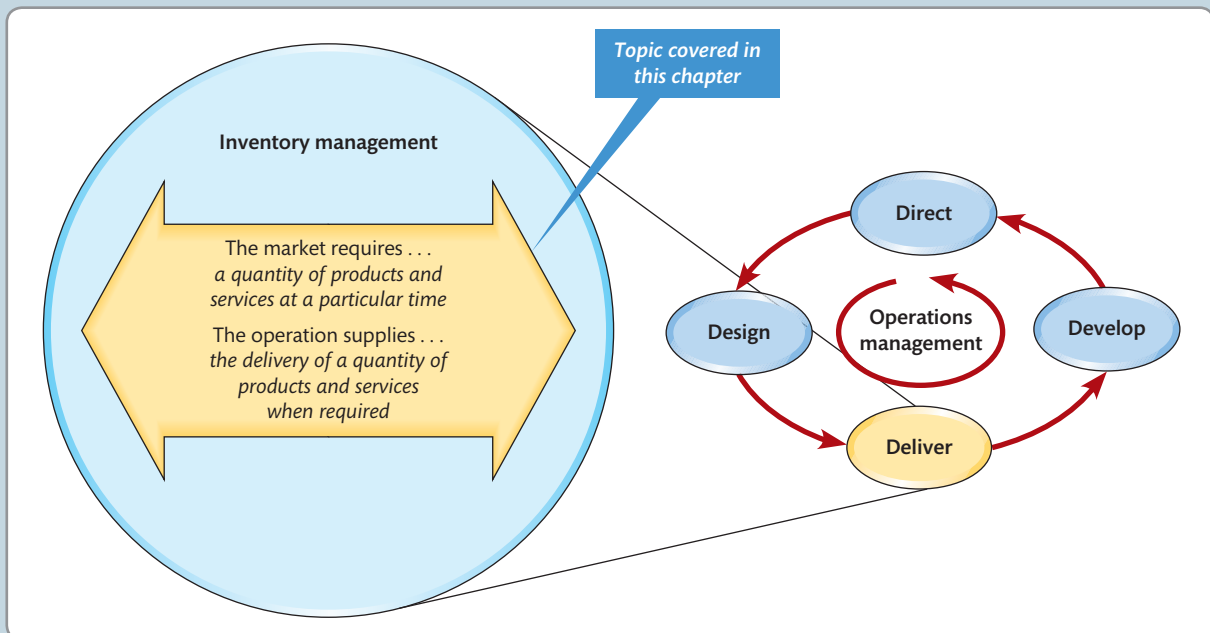 Topic covered in
this chapter
Inventory management
The market requires . . .
a quantity of products and
services at a particular time
The operation supplies . . .
the delivery of a quantity of
products and services
when required
Direct
Design
Operations
management
Develop
Deliver